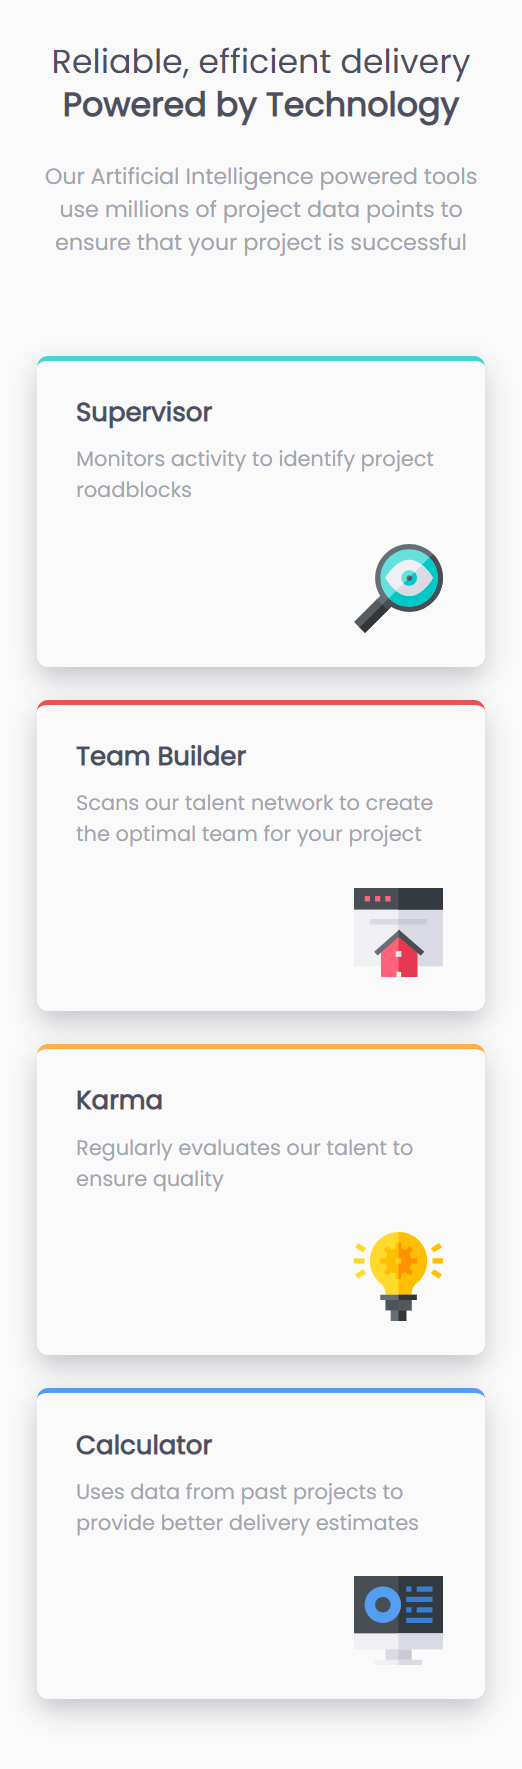 Reliable, efficient delivery
Powered by Technology
Our Artificial Intelligence powered tools
use millions of project data points to
ensure that your project is successful
Supervisor
Monitors activity to identify project
roadblocks
Team Builder
Scans our talent network to create
the optimal team for your project
Karma
Regularly evaluates our talent to
ensure quality
Calculator
Uses data from past projects to
provide better delivery estimates